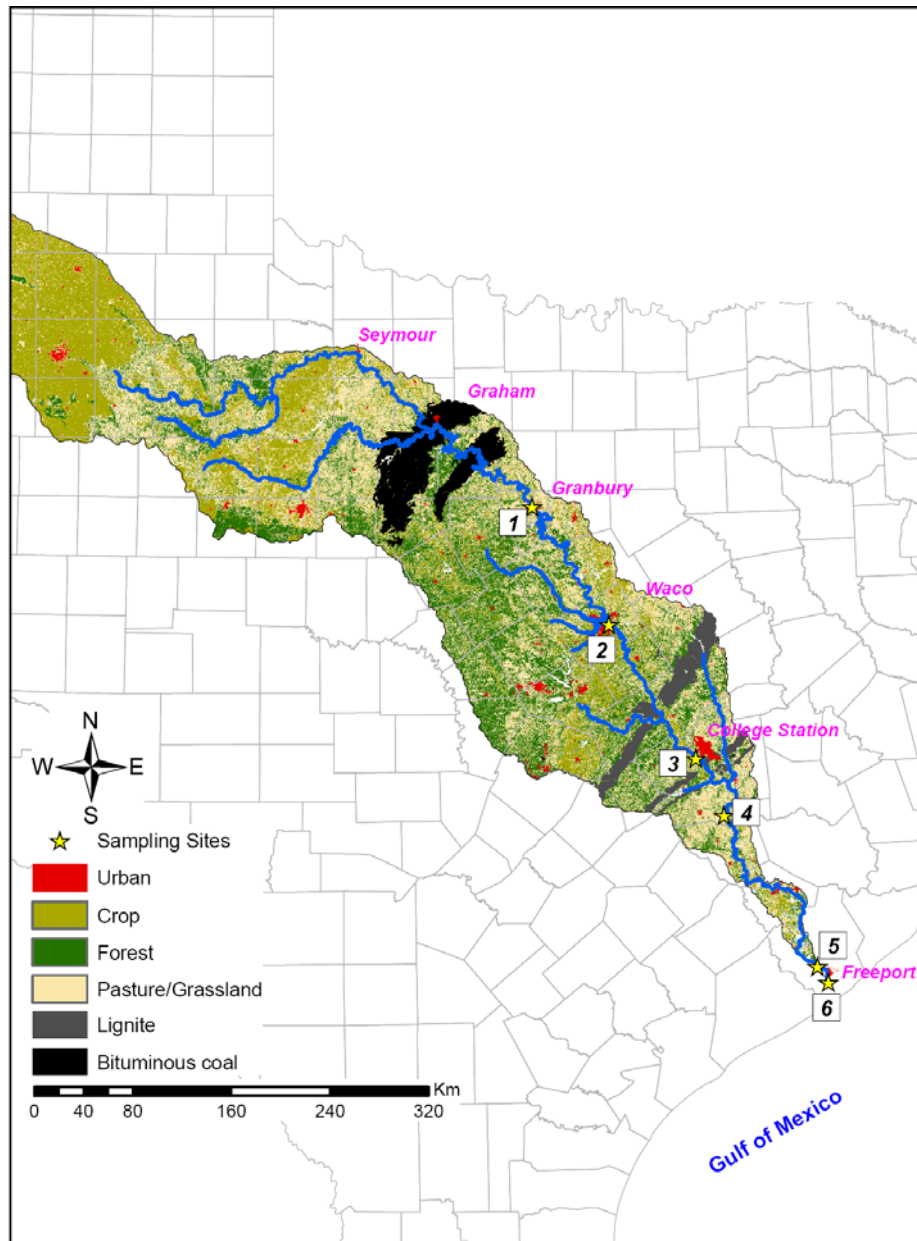 Seymour
Graham
Granbury
1
Waco
2
College Station
3
4
5
Freeport
6
N
W E
S
Sampling Sites
Urban
Crop
Forest
Pasture/Grassland
Lignite
Bituminous coal
Km
0 40 80 160 240 320
Gulf of Mexico